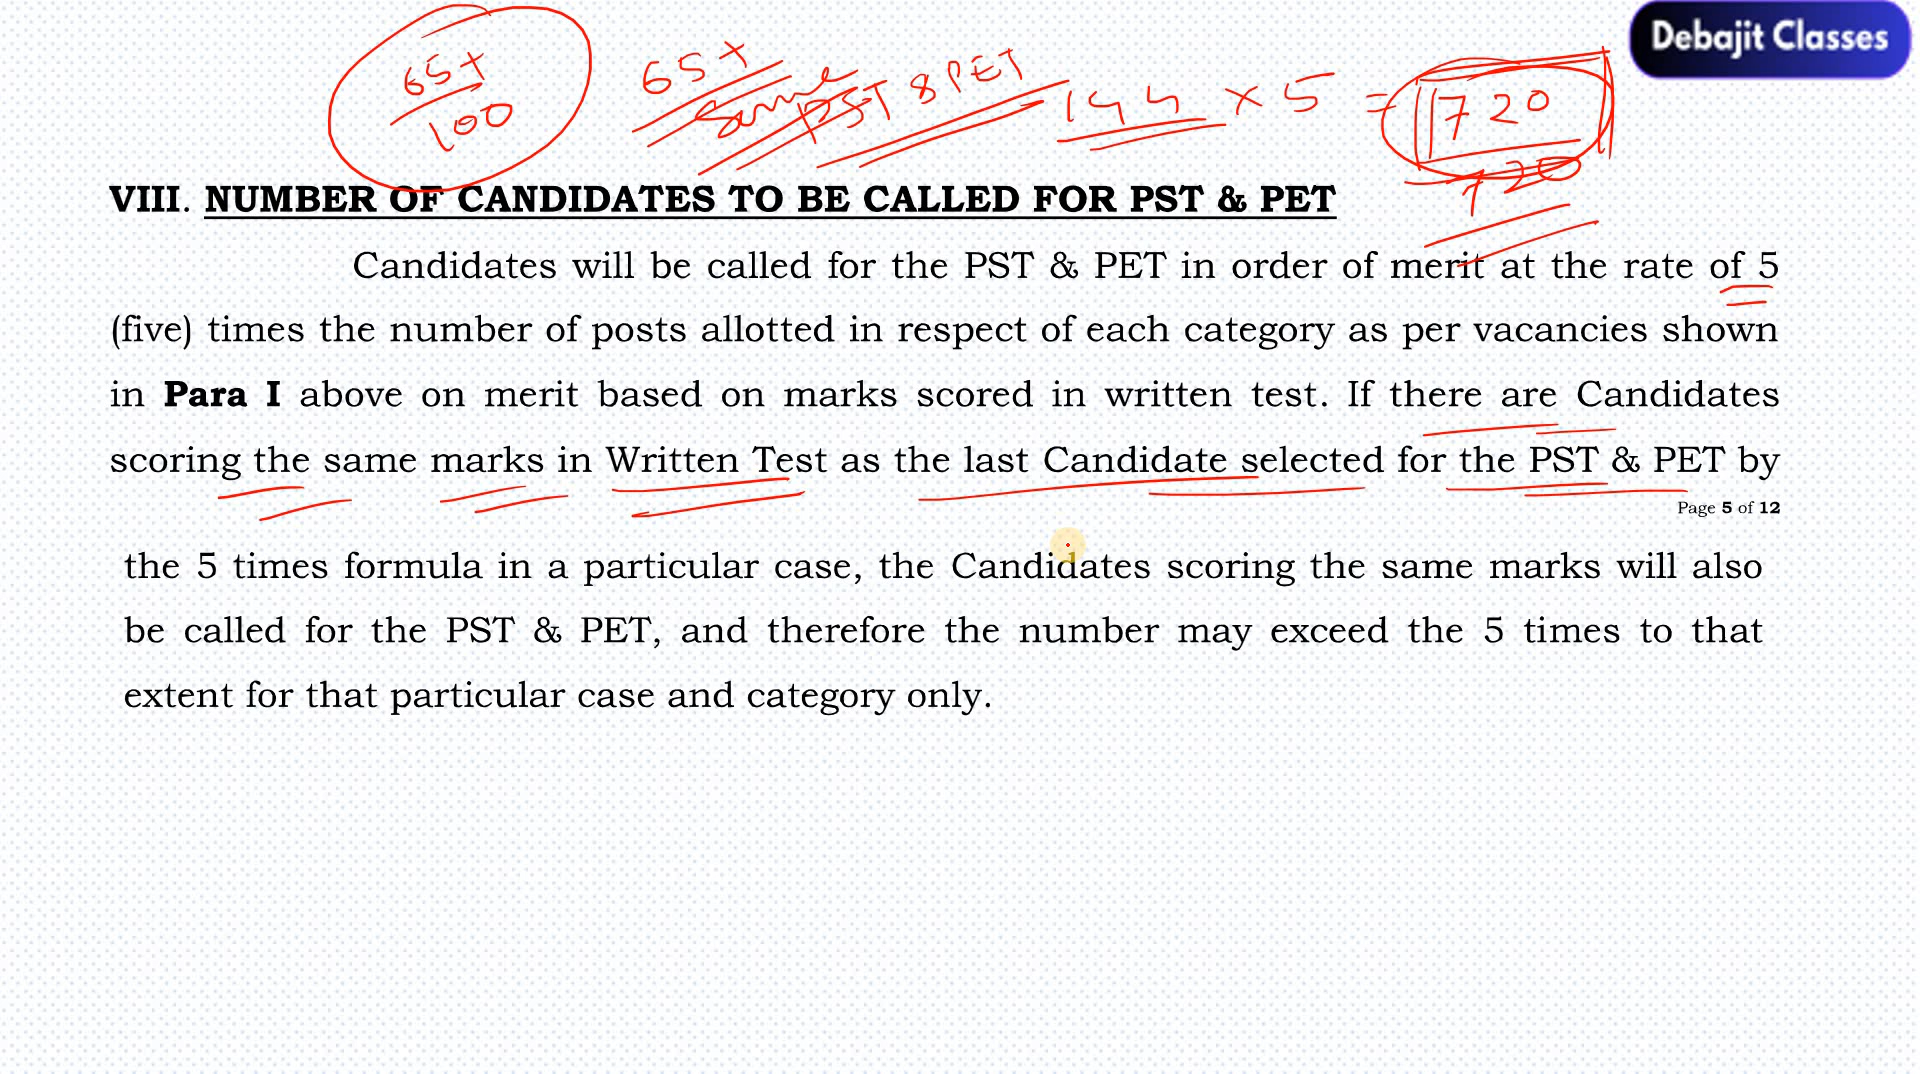 Debajit Classes
65+
100
65+
Same
PST & PET
144 × 5 = 720
720
VIII. NUMBER OF CANDIDATES TO BE CALLED FOR PST & PET
Candidates will be called for the PST & PET in order of merit at the rate of 5
(five) times the number of posts allotted in respect of each category as per vacancies shown
in Para I above on merit based on marks scored in written test. If there are Candidates
scoring the same marks in Written Test as the last Candidate selected for the PST & PET by
Page 5 of 12
the 5 times formula in a particular case, the Candidates scoring the same marks will also
be called for the PST & PET, and therefore the number may exceed the 5 times to that
extent for that particular case and category only.